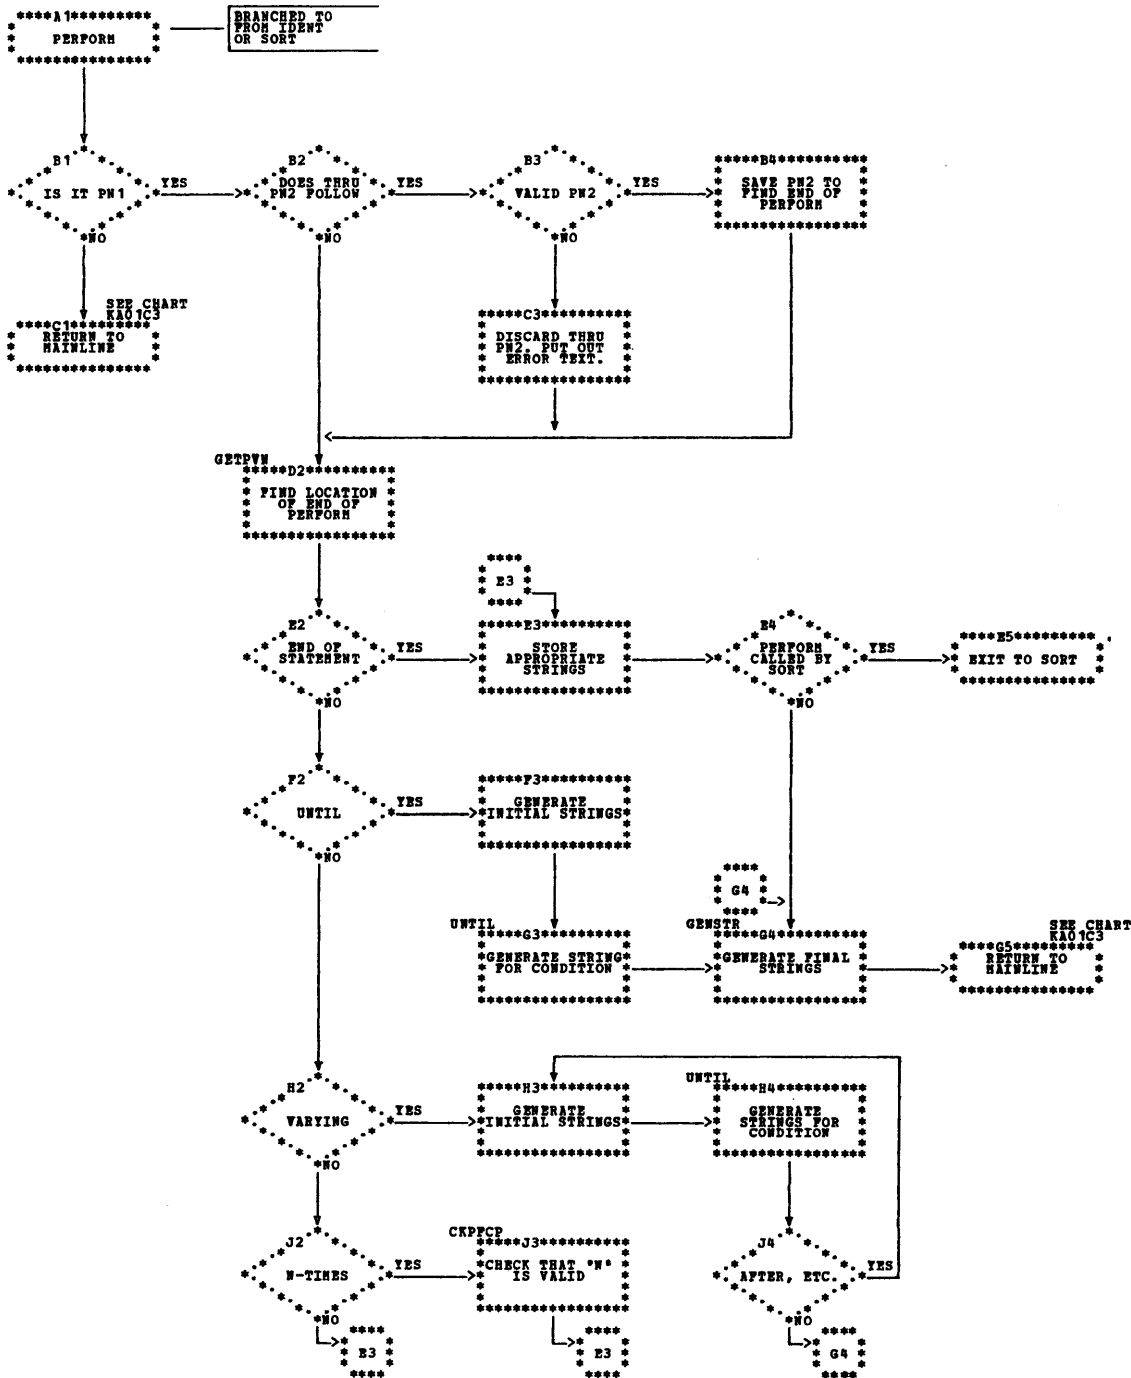 A1
PERFORM
BRANCHED TO
FROM IDENT
OR SORT
B1
IS IT PN1
YES
NO
B2
DOES THRU
PN2 FOLLOW
YES
NO
B3
VALID PN2
YES
NO
B4
SAVE PN2 TO
FIND END OF
PERFORM
SEE CHART
KA01C3
C1
RETURN TO
MAINLINE
C3
DISCARD THRU
PN2. PUT OUT
ERROR TEXT.
GETPVN
D2
FIND LOCATION
OF END OF
PERFORM
E3
E2
END OF
STATEMENT
YES
NO
E3
STORE
APPROPRIATE
STRINGS
E4
PERFORM
CALLED BY
SORT
YES
NO
E5
EXIT TO SORT
F2
UNTIL
YES
NO
F3
GENERATE
INITIAL STRINGS
G4
UNTIL
G3
GENERATE STRING
FOR CONDITION
GENSTR
G4
GENERATE FINAL
STRINGS
SEE CHART
KA01C3
G5
RETURN TO
MAINLINE
H2
VARYING
YES
NO
H3
GENERATE
INITIAL STRINGS
UNTIL
H4
GENERATE
STRINGS FOR
CONDITION
J2
N-TIMES
YES
NO
CKPFCP
J3
CHECK THAT 'N'
IS VALID
J4
AFTER, ETC.
YES
NO
E3
E3
G4